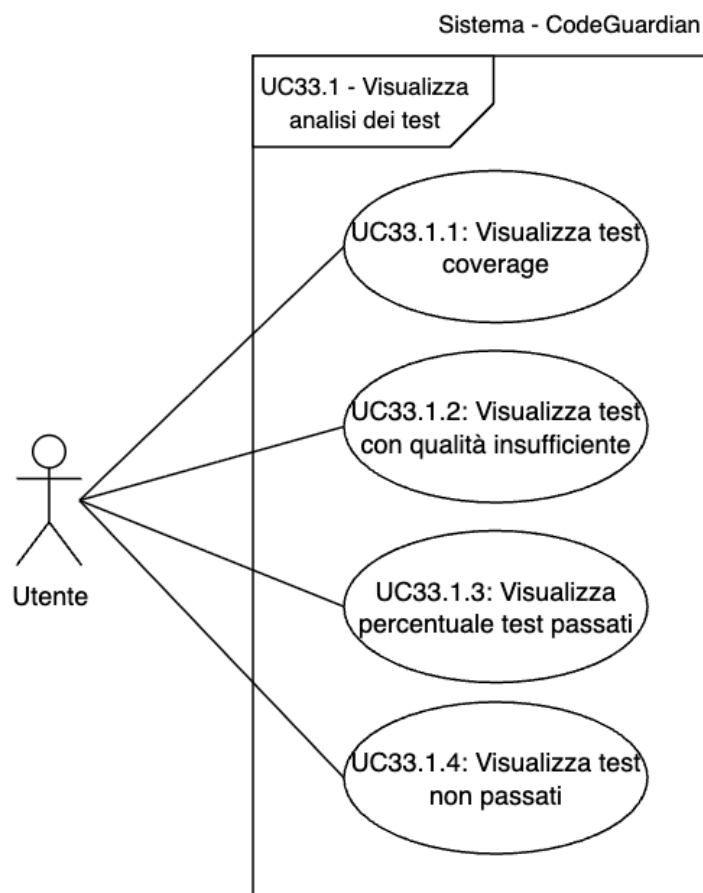 Sistema - CodeGuardian
UC33.1 - Visualizza
analisi dei test
UC33.1.1: Visualizza test
coverage
UC33.1.2: Visualizza test
con qualità insufficiente
UC33.1.3: Visualizza
percentuale test passati
Utente
UC33.1.4: Visualizza test
non passati